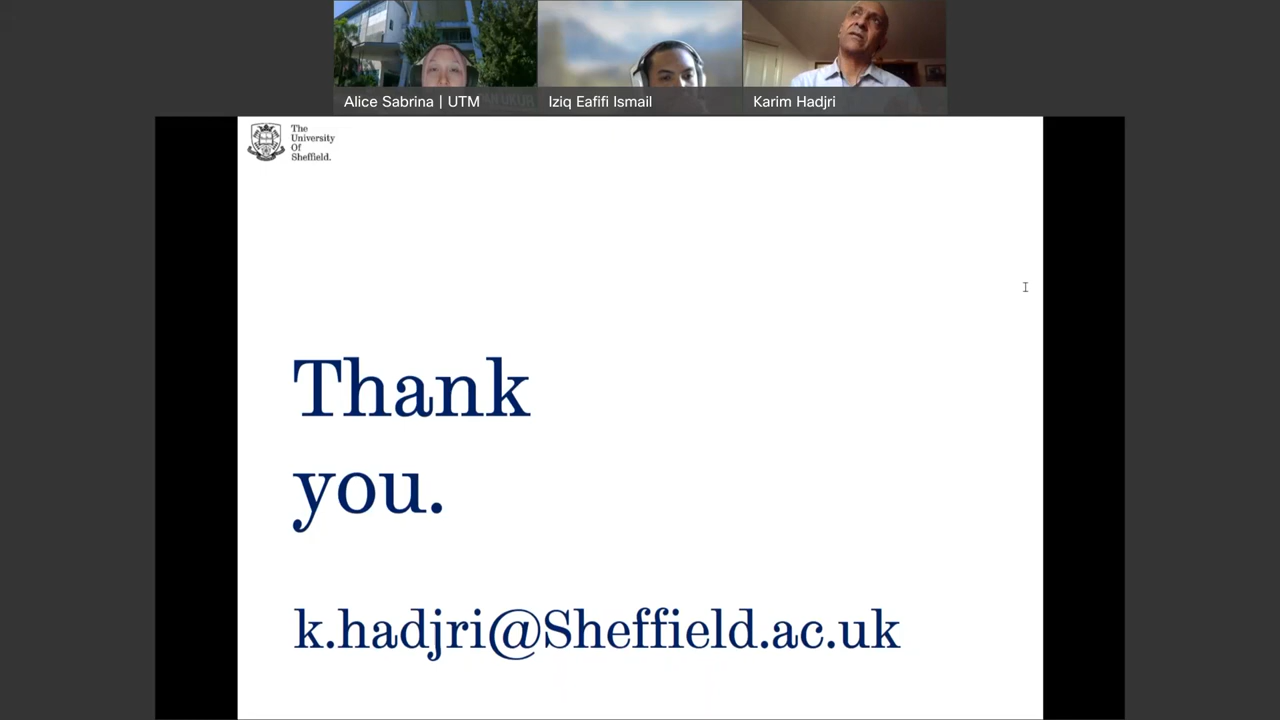 Alice Sabrina | UTM
Iziq Eafifi Ismail
Karim Hadjri
The
University
Of
Sheffield.
Thank
you.
k.hadjri@Sheffield.ac.uk